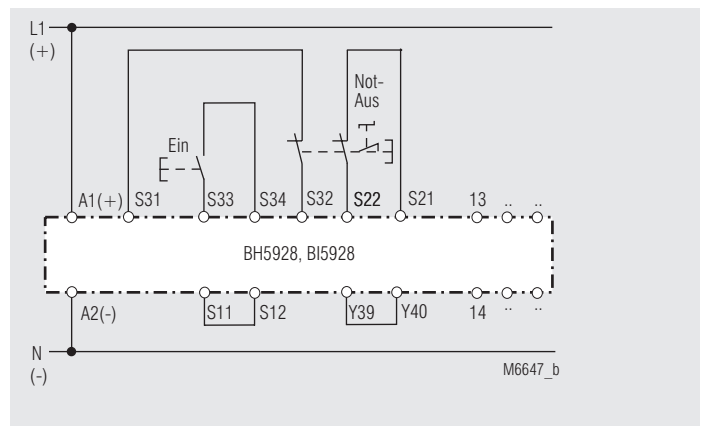 L1
(+)
Not-
Aus
Ein
A1(+) S31 S33 S34 S32 S22 S21 13 .. ..
BH5928, BI5928
A2(-) S11 S12 Y39 Y40 14 .. ..
N
(-)
M6647_b